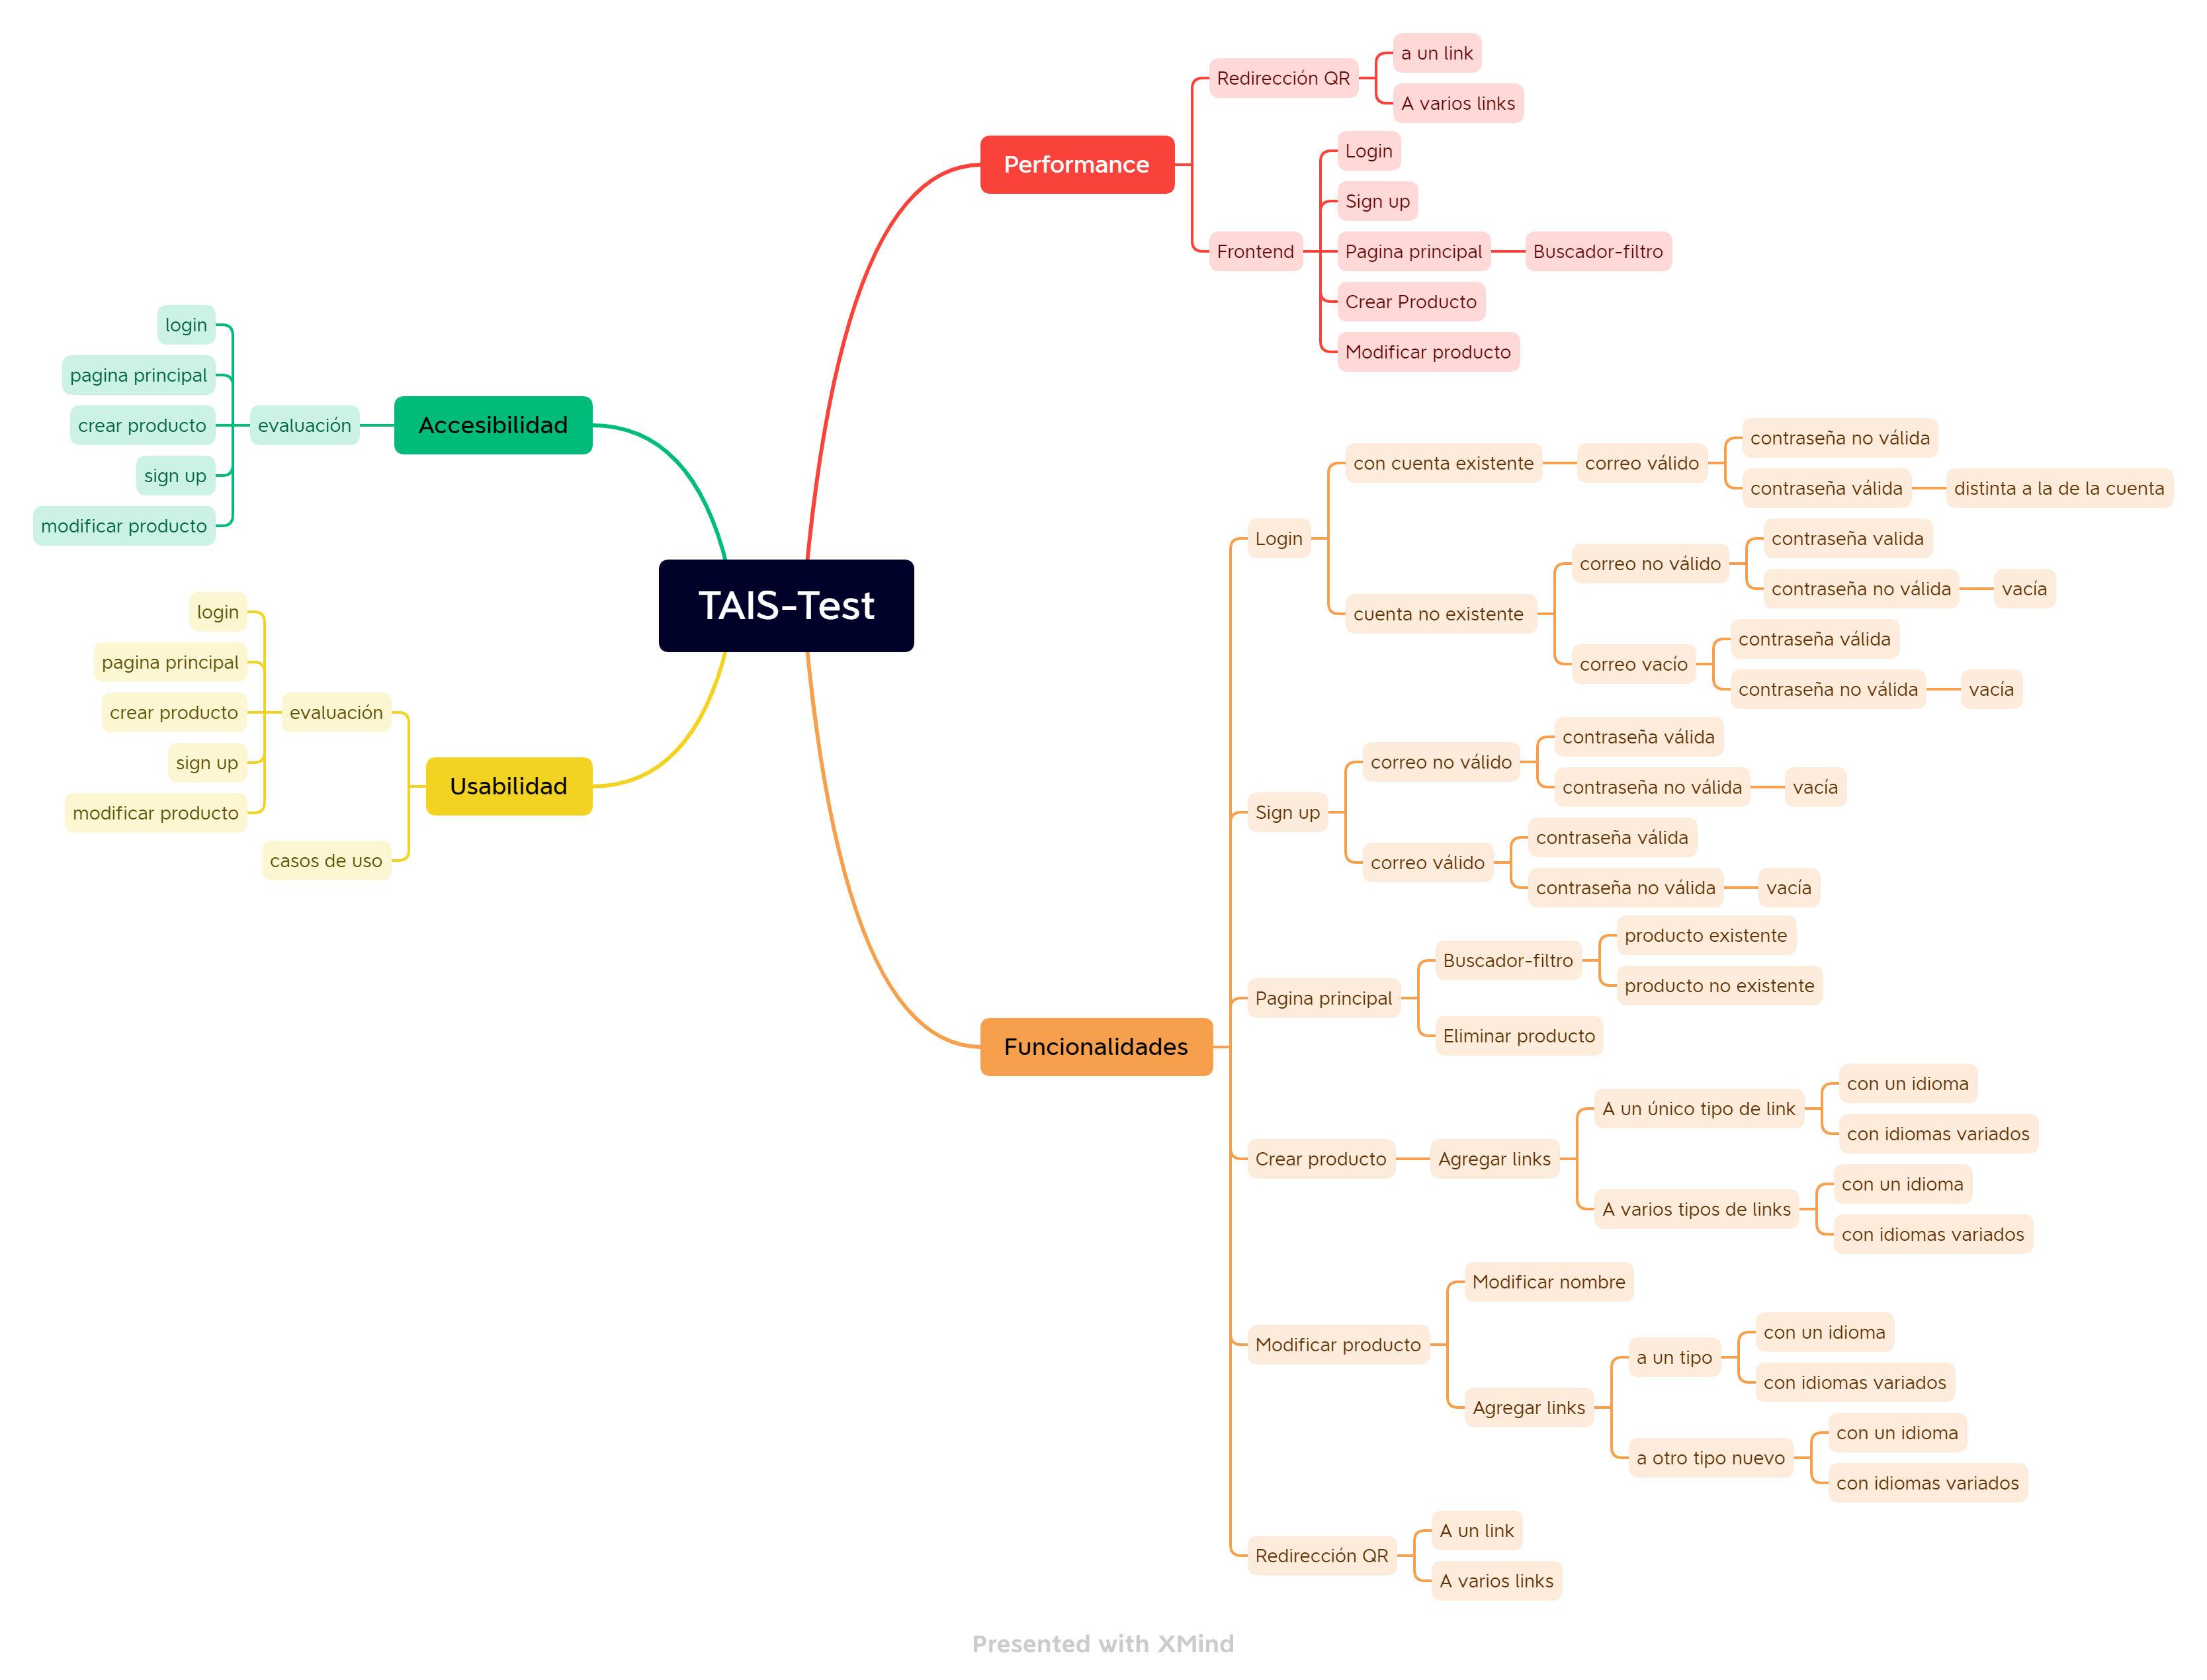 TAIS-Test
Performance
Redirección QR
a un link
A varios links
Frontend
Login
Sign up
Pagina principal
Buscador-filtro
Crear Producto
Modificar producto
Accesibilidad
evaluación
login
pagina principal
crear producto
sign up
modificar producto
Usabilidad
evaluación
login
pagina principal
crear producto
sign up
modificar producto
casos de uso
Funcionalidades
Login
con cuenta existente
correo válido
contraseña no válida
contraseña válida
distinta a la de la cuenta
cuenta no existente
correo no válido
contraseña valida
contraseña no válida
vacía
correo vacío
contraseña válida
contraseña no válida
vacía
Sign up
correo no válido
contraseña válida
contraseña no válida
vacía
correo válido
contraseña válida
contraseña no válida
vacía
Pagina principal
Buscador-filtro
producto existente
producto no existente
Eliminar producto
Crear producto
Agregar links
A un único tipo de link
con un idioma
con idiomas variados
A varios tipos de links
con un idioma
con idiomas variados
Modificar producto
Modificar nombre
Agregar links
a un tipo
con un idioma
con idiomas variados
a otro tipo nuevo
con un idioma
con idiomas variados
Redirección QR
A un link
A varios links
Presented with XMind